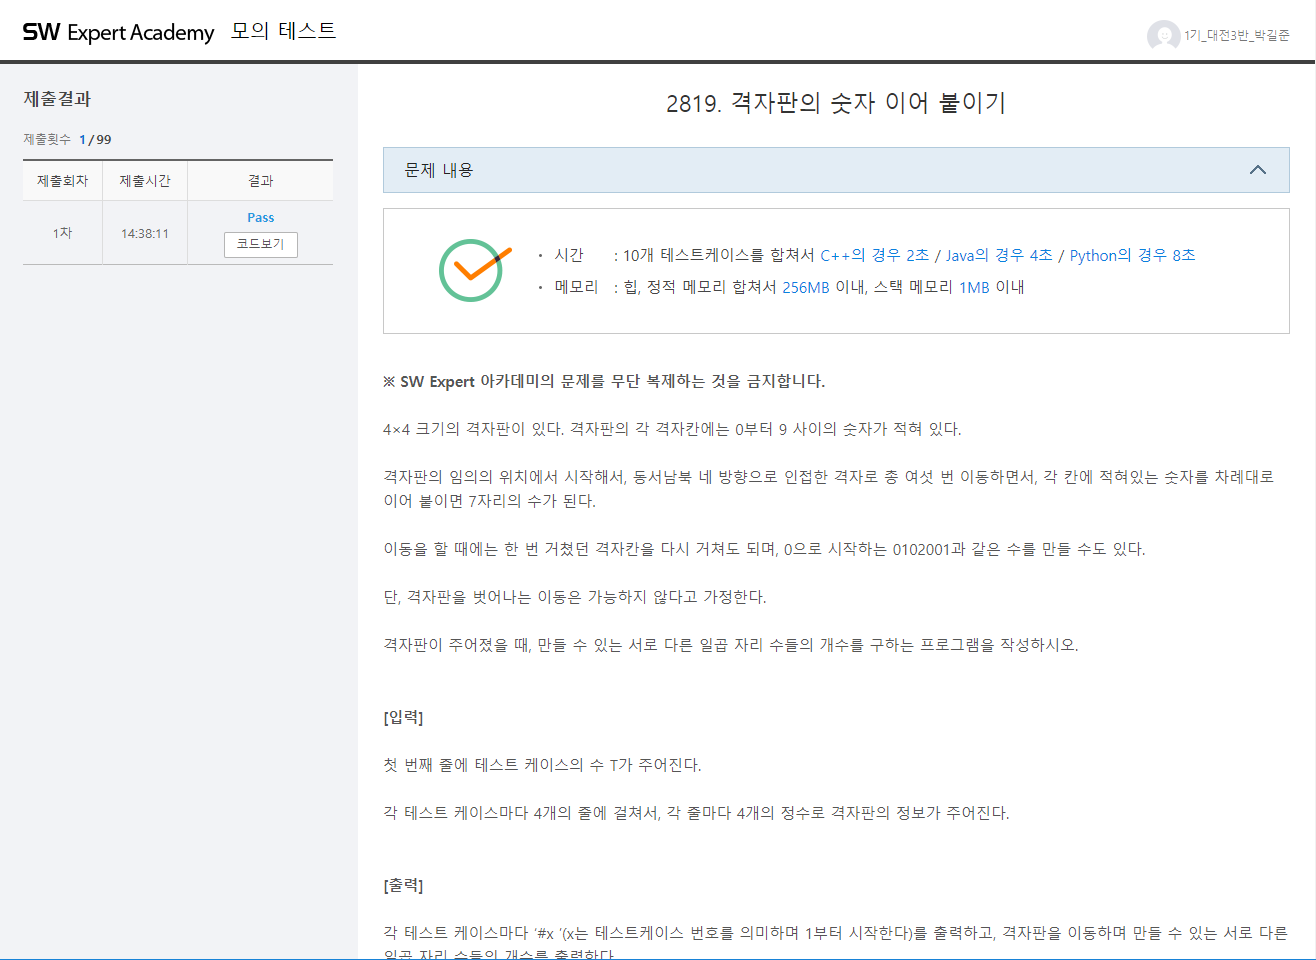 SW Expert Academy 모의 테스트
1기_대전3반_박길준
제출결과
제출횟수 1 / 99
제출회차 제출시간 결과
1차 14:38:11 Pass
코드보기
2819. 격자판의 숫자 이어 붙이기
문제 내용
· 시간 : 10개 테스트케이스를 합쳐서 C++의 경우 2초 / Java의 경우 4초 / Python의 경우 8초
· 메모리 : 힙, 정적 메모리 합쳐서 256MB 이내, 스택 메모리 1MB 이내
※ SW Expert 아카데미의 문제를 무단 복제하는 것을 금지합니다.
4×4 크기의 격자판이 있다. 격자판의 각 격자칸에는 0부터 9 사이의 숫자가 적혀 있다.
격자판의 임의의 위치에서 시작해서, 동서남북 네 방향으로 인접한 격자로 총 여섯 번 이동하면서, 각 칸에 적혀있는 숫자를 차례대로
이어 붙이면 7자리의 수가 된다.
이동을 할 때에는 한 번 거쳤던 격자칸을 다시 거쳐도 되며, 0으로 시작하는 0102001과 같은 수를 만들 수도 있다.
단, 격자판을 벗어나는 이동은 가능하지 않다고 가정한다.
격자판이 주어졌을 때, 만들 수 있는 서로 다른 일곱 자리 수들의 개수를 구하는 프로그램을 작성하시오.
[입력]
첫 번째 줄에 테스트 케이스의 수 T가 주어진다.
각 테스트 케이스마다 4개의 줄에 걸쳐서, 각 줄마다 4개의 정수로 격자판의 정보가 주어진다.
[출력]
각 테스트 케이스마다 ‘#x ’(x는 테스트케이스 번호를 의미하며 1부터 시작한다)를 출력하고, 격자판을 이동하며 만들 수 있는 서로 다른
일곱 자리 수들의 개수를 출력한다.